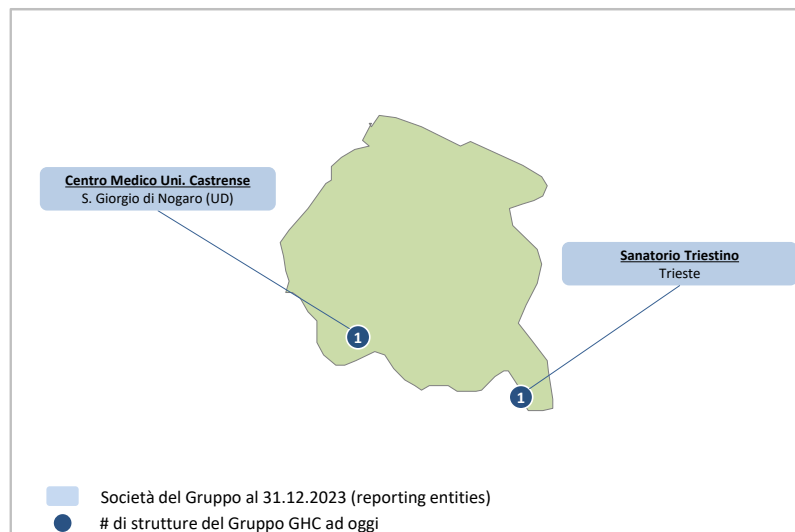 Centro Medico Uni. Castrense
S. Giorgio di Nogaro (UD)
Sanatorio Triestino
Trieste
1
1
Società del Gruppo al 31.12.2023 (reporting entities)
# di strutture del Gruppo GHC ad oggi